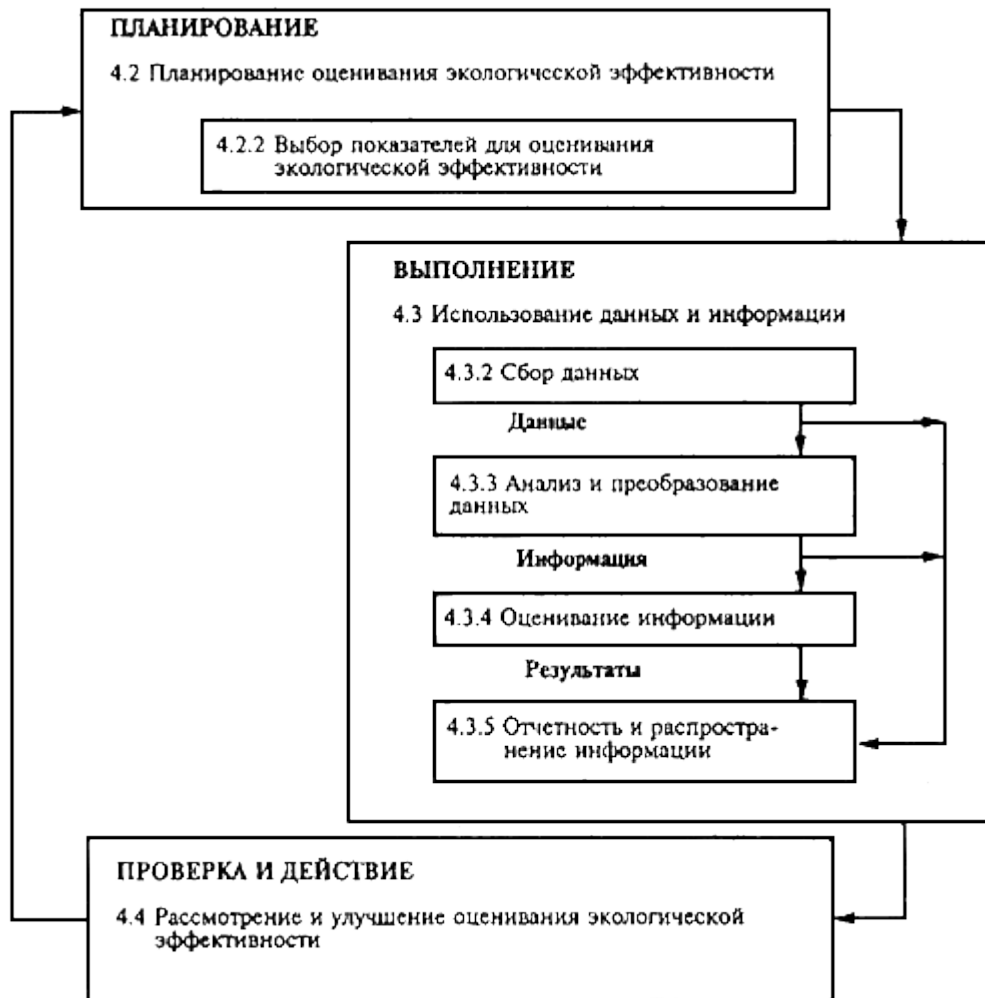 ПЛАНИРОВАНИЕ
4.2 Планирование оценивания экологической эффективности
4.2.2 Выбор показателей для оценивания
экологической эффективности
ВЫПОЛНЕНИЕ
4.3 Использование данных и информации
4.3.2 Сбор данных
Данные
4.3.3 Анализ и преобразование
данных
Информация
4.3.4 Оценивание информации
Результаты
4.3.5 Отчетность и распростра-
нение информации
ПРОВЕРКА И ДЕЙСТВИЕ
4.4 Рассмотрение и улучшение оценивания экологической
эффективности